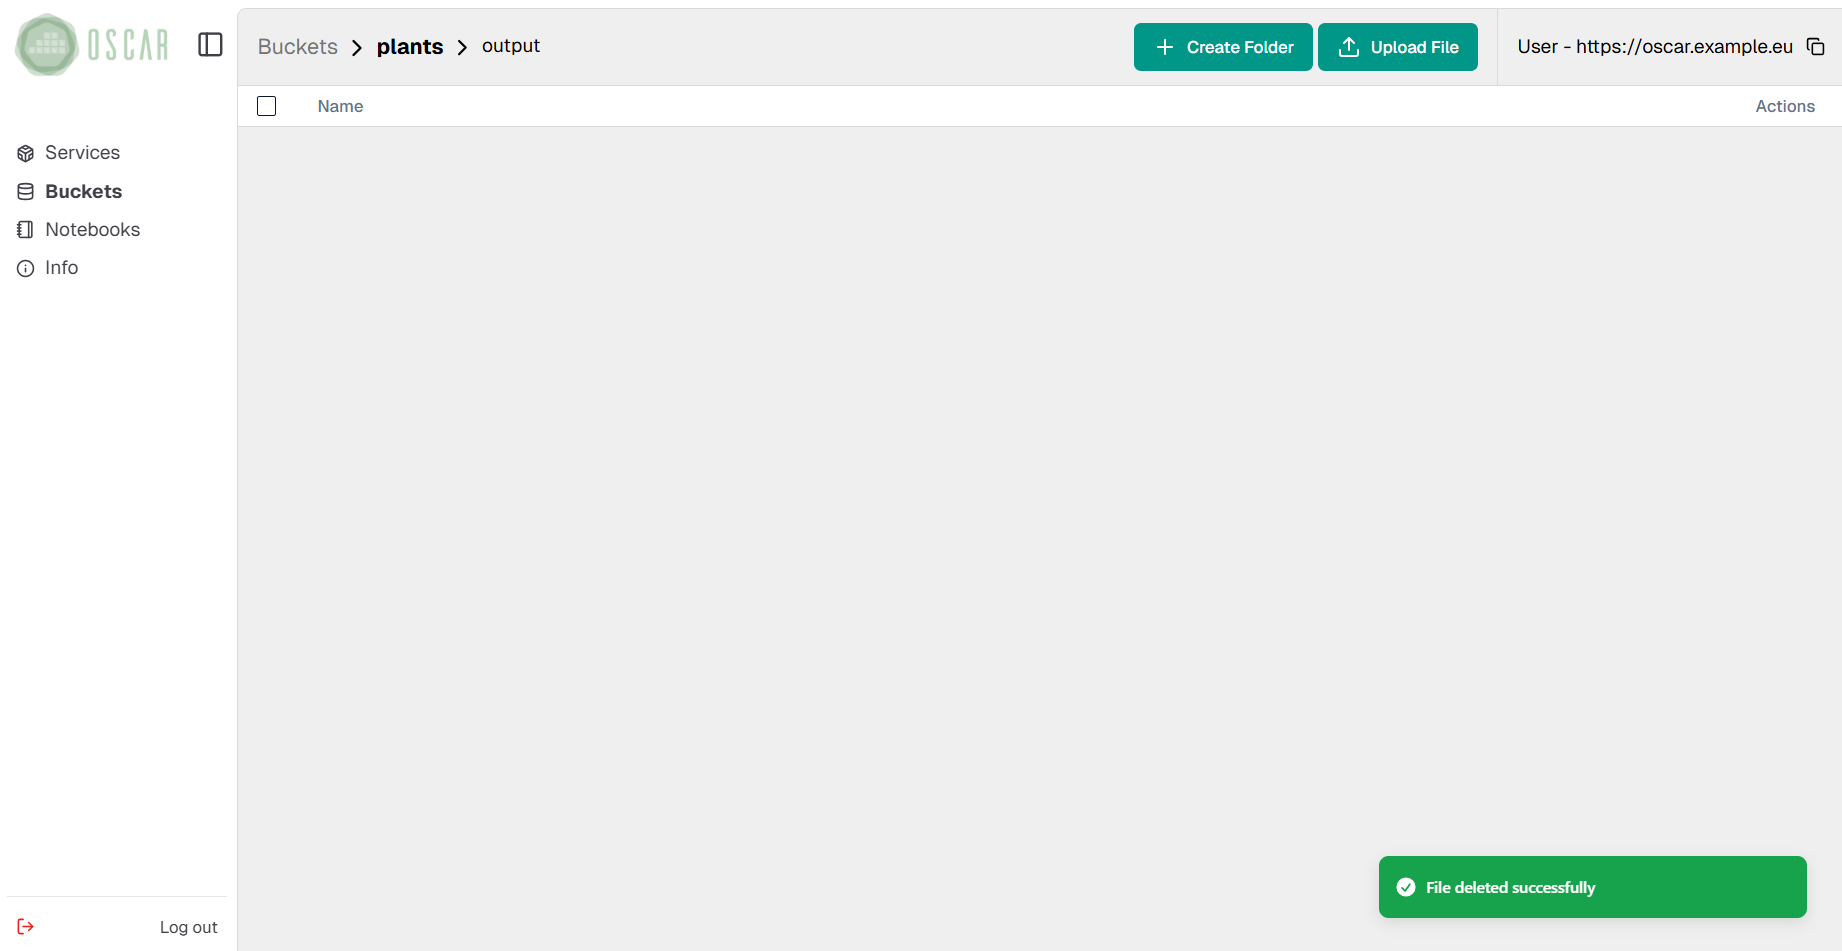 OSCAR
Buckets > plants > output
Create Folder
Upload File
User - https://oscar.example.eu
Name
Actions
Services
Buckets
Notebooks
Info
File deleted successfully
Log out